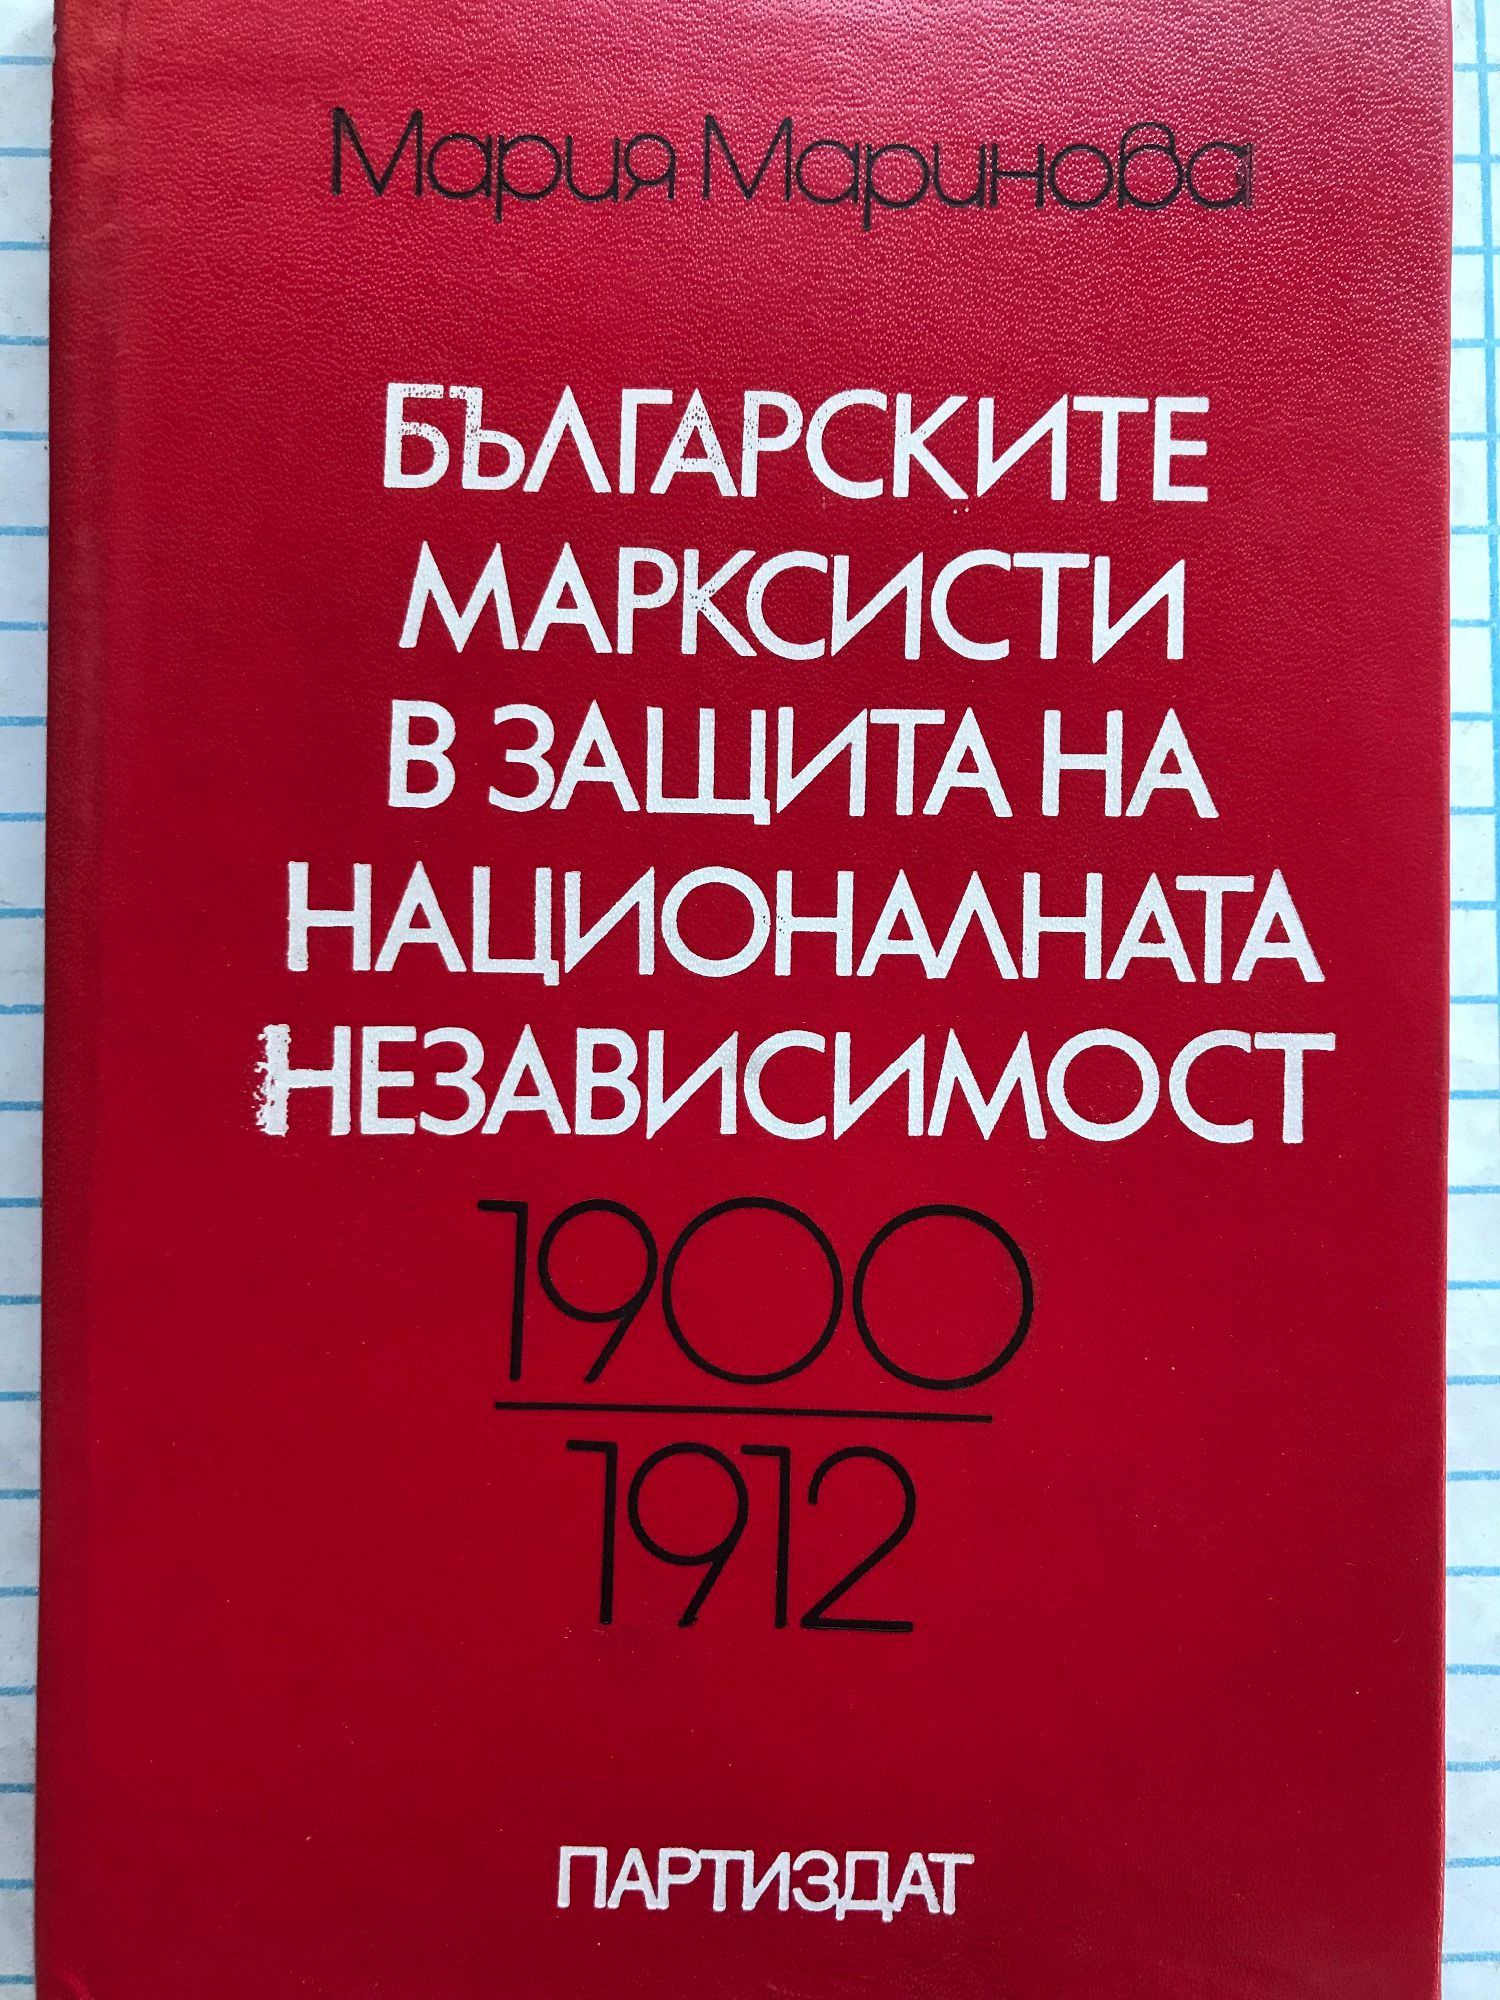 Мария Маринова
БЪЛГАРСКИТЕ
МАРКСИСТИ
В ЗАЩИТА НА
НАЦИОНАЛНАТА
НЕЗАВИСИМОСТ
1900
1912
ПАРТИЗДАТ